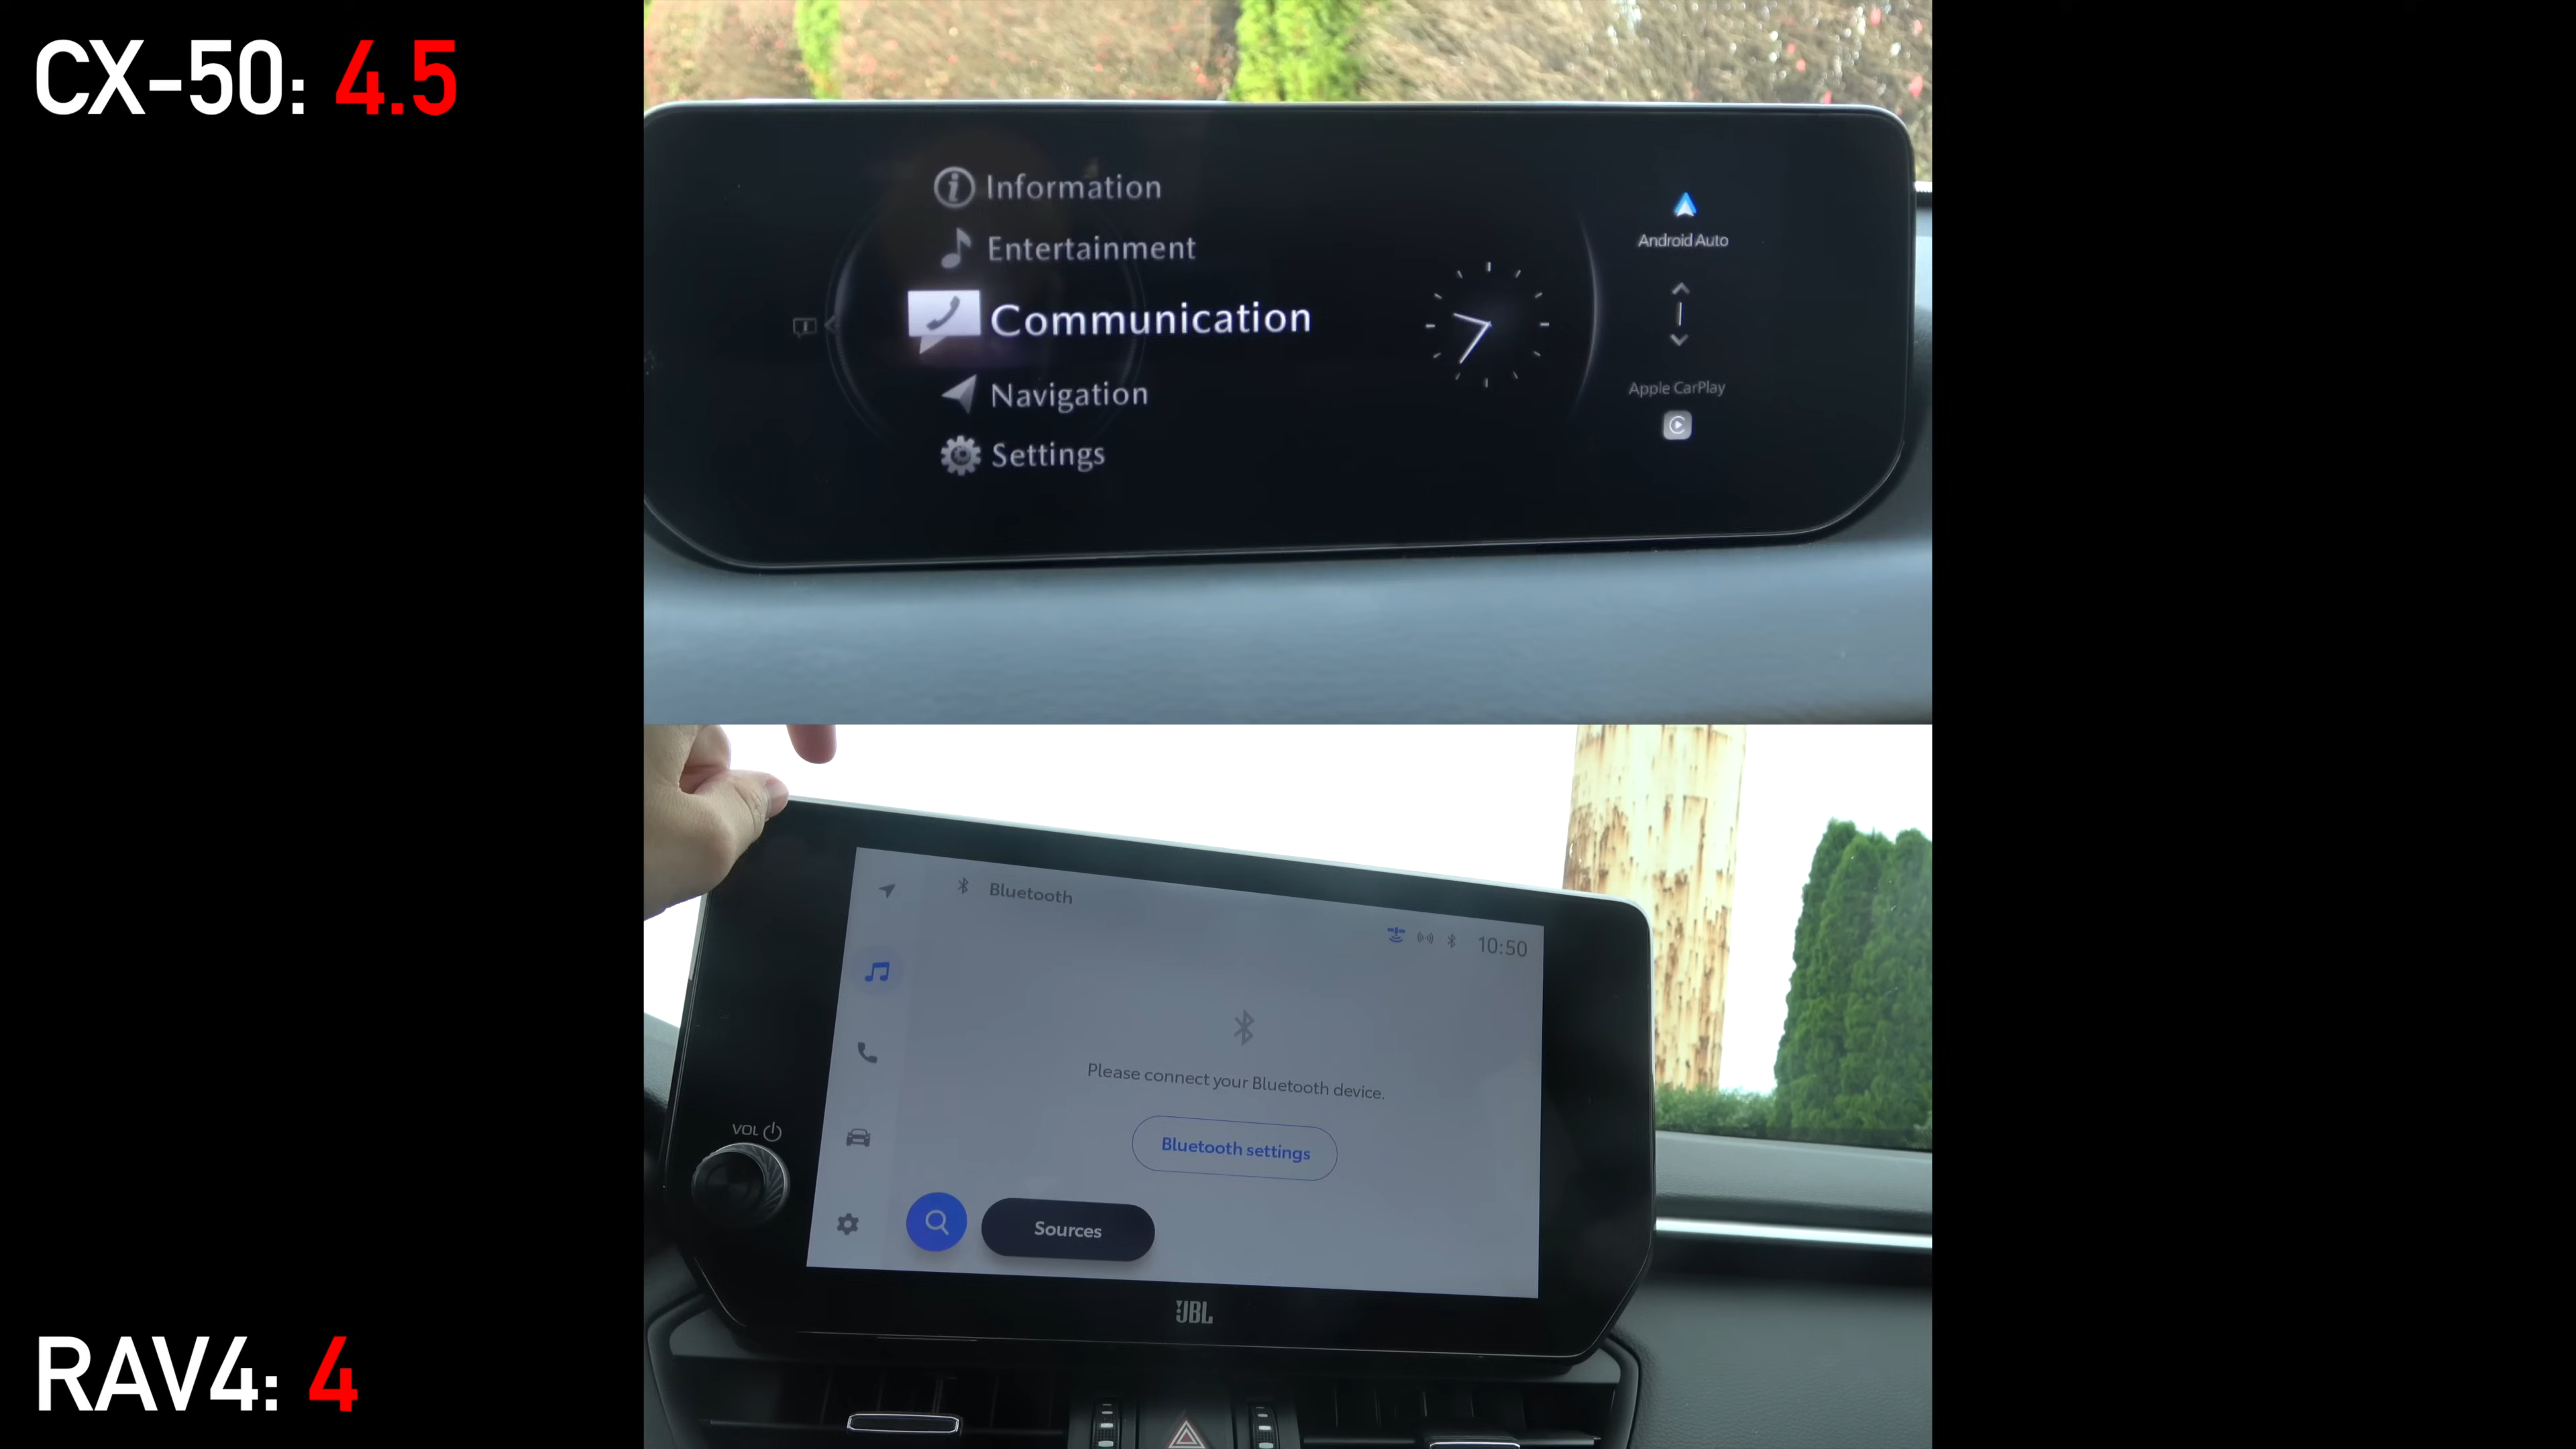 CX-50: 4.5
Information
Entertainment
Communication
Navigation
Settings
Android Auto
Apple CarPlay
Bluetooth
10:50
Please connect your Bluetooth device.
Bluetooth settings
Sources
VOL
JBL
RAV4: 4